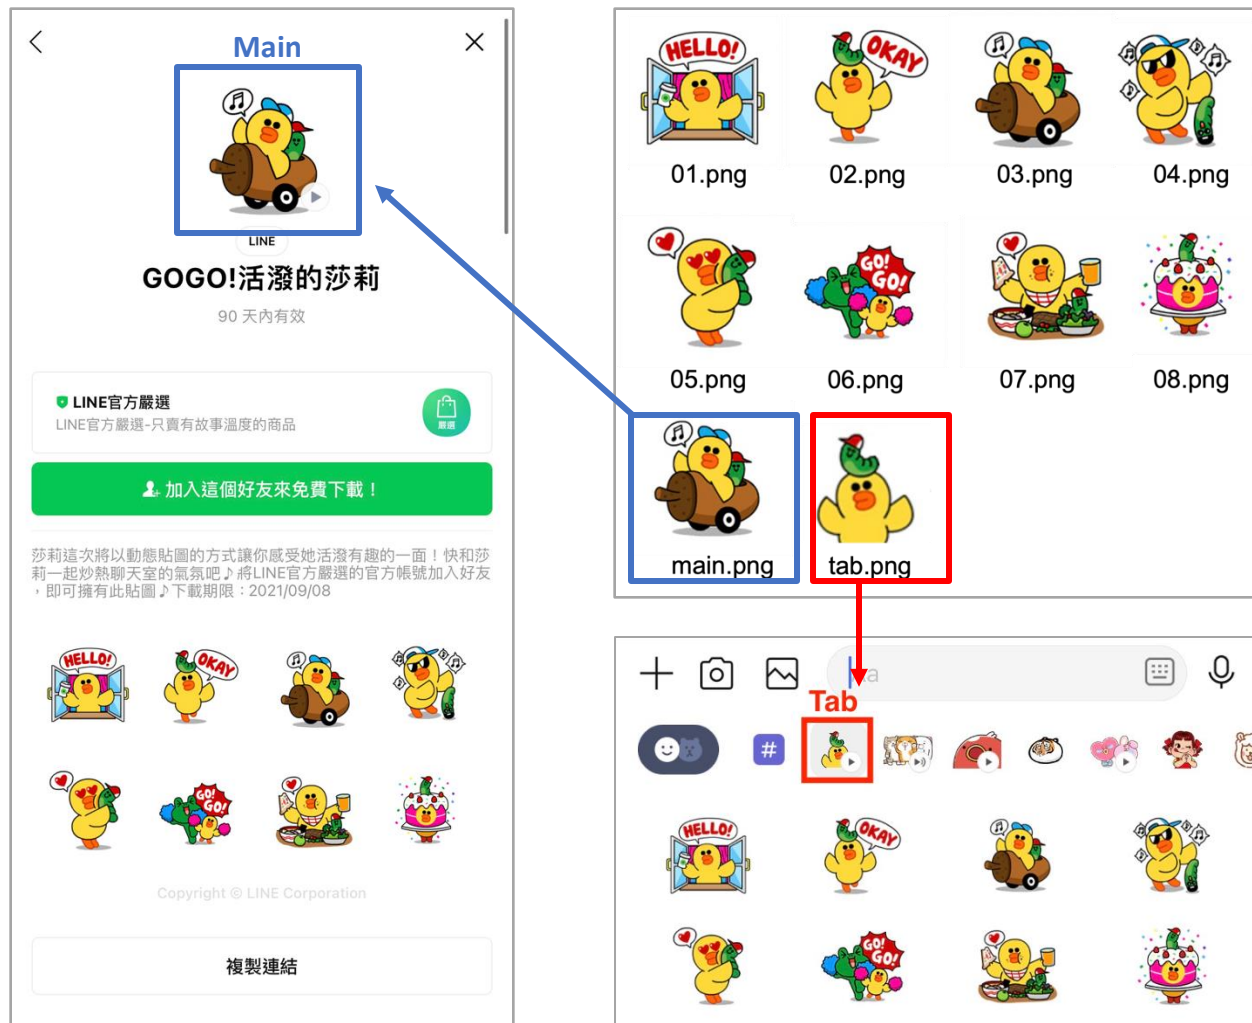 Main
LINE
GOGO!活潑的莎莉
90 天內有效
LINE官方嚴選
LINE官方嚴選-只賣有故事溫度的商品
嚴選
加入這個好友來免費下載！
莎莉這次將以動態貼圖的方式讓你感受她活潑有趣的一面！快和莎
莉一起炒熱聊天室的氣氛吧♪將LINE官方嚴選的官方帳號加入好友
，即可擁有此貼圖♪下載期限：2021/09/08
HELLO!
OKAY
GO!
GO!
Copyright © LINE Corporation
複製連結
HELLO!
OKAY
01.png
02.png
03.png
04.png
GO!
GO!
05.png
06.png
07.png
08.png
main.png
tab.png
a
Tab
#
HELLO!
OKAY
GO!
GO!